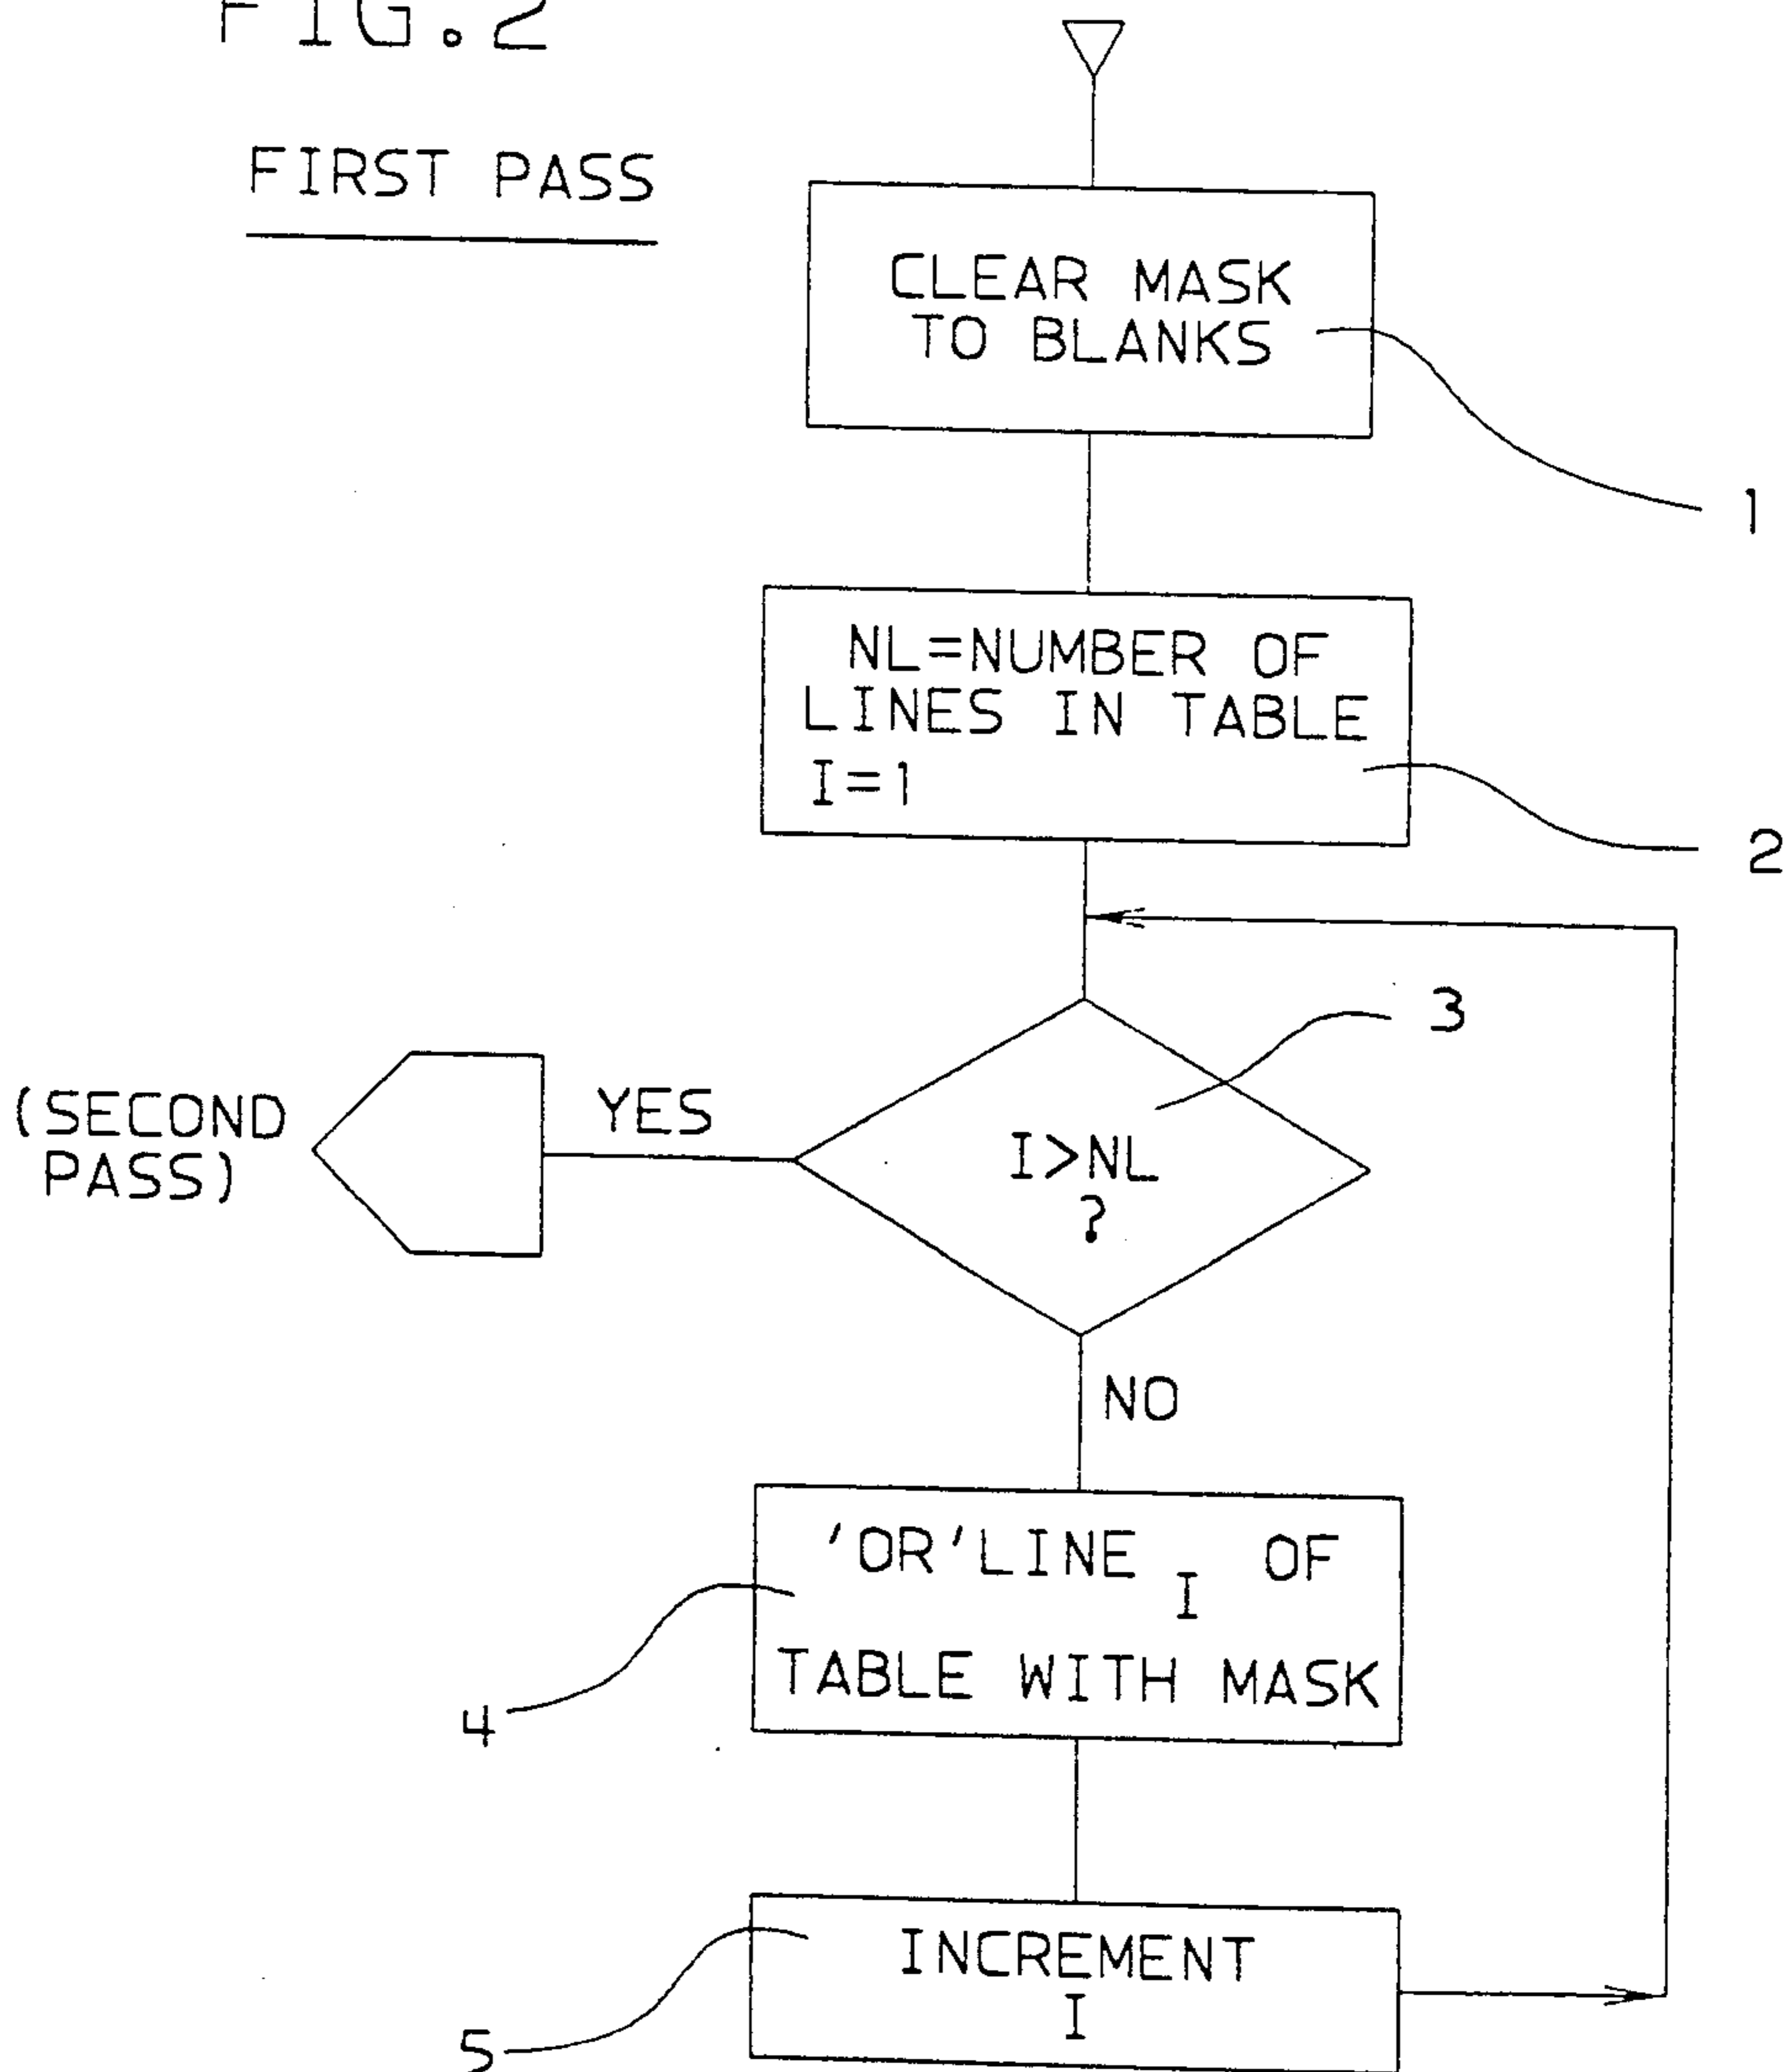 FIG.2
FIRST PASS
CLEAR MASK
TO BLANKS
1
NL=NUMBER OF
LINES IN TABLE
I=1
2
3
(SECOND
PASS)
YES
I>NL
?
NO
'OR'LINE I OF
TABLE WITH MASK
4
INCREMENT
I
5